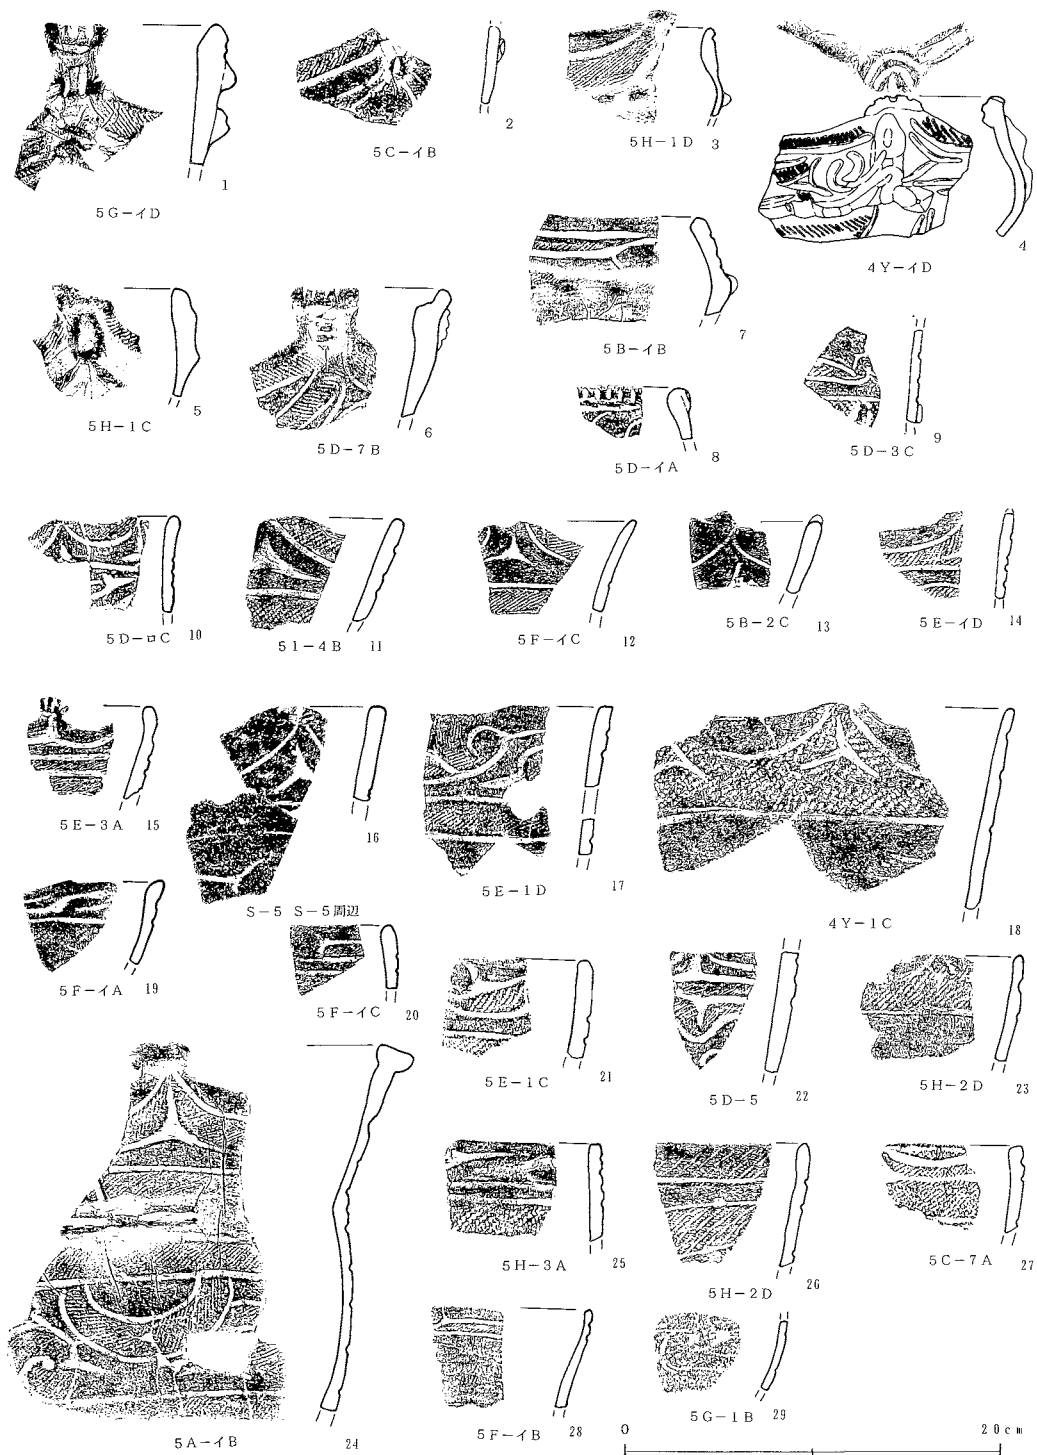 1
5G-イD
2
5C-イB
3
5H-1D
4
4Y-イD
5
5H-1C
6
5D-7B
7
5B-イB
8
5D-イA
9
5D-3C
5D-ロC 10
5I-4B 11
5F-イC 12
5B-2C 13
5E-イD 14
5E-3A 15
16
S-5 S-5周辺
5E-1D 17
4Y-1C 18
5F-イA 19
5F-イC 20
5E-1C 21
5D-5 22
5H-2D 23
5A-イB 24
5H-3A 25
5H-2D 26
5C-7A 27
5F-イB 28
5G-1B 29
0 20cm